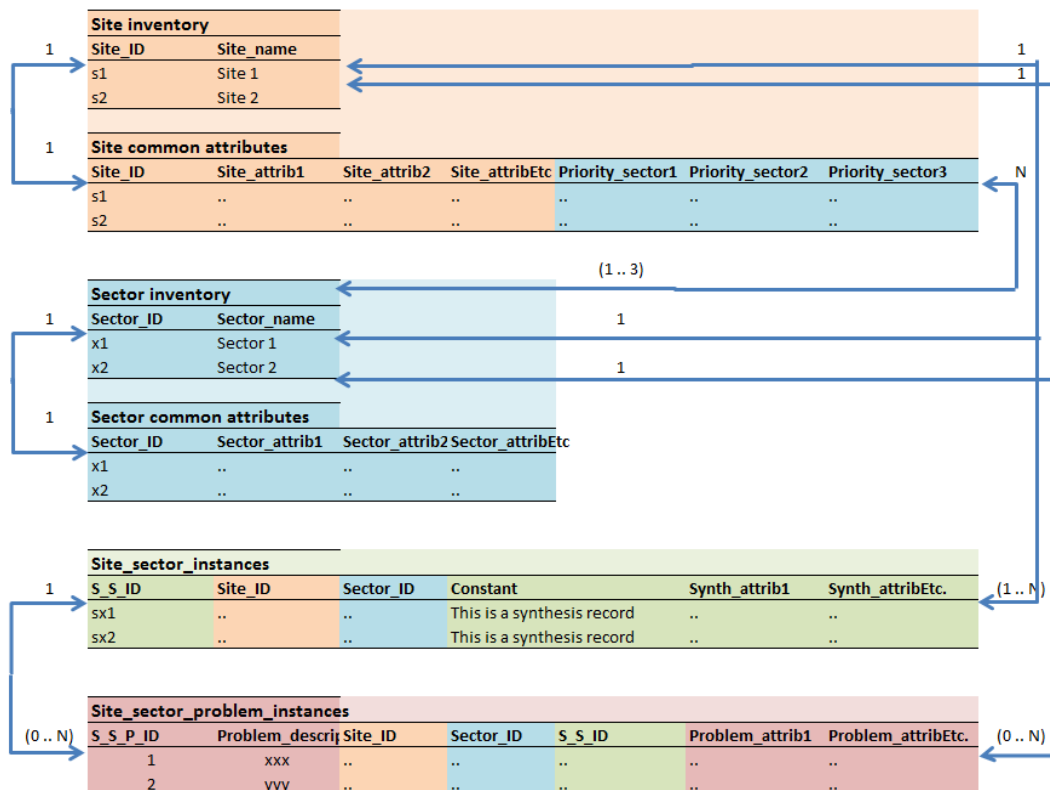 Site inventory
1 Site_ID Site_name 1
s1 Site 1 1
s2 Site 2
1 Site common attributes
Site_ID Site_attrib1 Site_attrib2 Site_attribEtc Priority_sector1 Priority_sector2 Priority_sector3 N
s1 .. .. .. .. .. ..
s2 .. .. .. .. .. ..
(1 .. 3)
Sector inventory
1 Sector_ID Sector_name 1
x1 Sector 1
x2 Sector 2 1
1 Sector common attributes
Sector_ID Sector_attrib1 Sector_attrib2 Sector_attribEtc
x1 .. .. ..
x2 .. .. ..
Site_sector_instances
1 S_S_ID Site_ID Sector_ID Constant Synth_attrib1 Synth_attribEtc. (1 .. N)
sx1 .. .. This is a synthesis record .. ..
sx2 .. .. This is a synthesis record .. ..
Site_sector_problem_instances
(0 .. N) S_S_P_ID Problem_descrip Site_ID Sector_ID S_S_ID Problem_attrib1 Problem_attribEtc. (0 .. N)
1 xxx .. .. .. .. ..
2 yyy .. .. .. .. ..